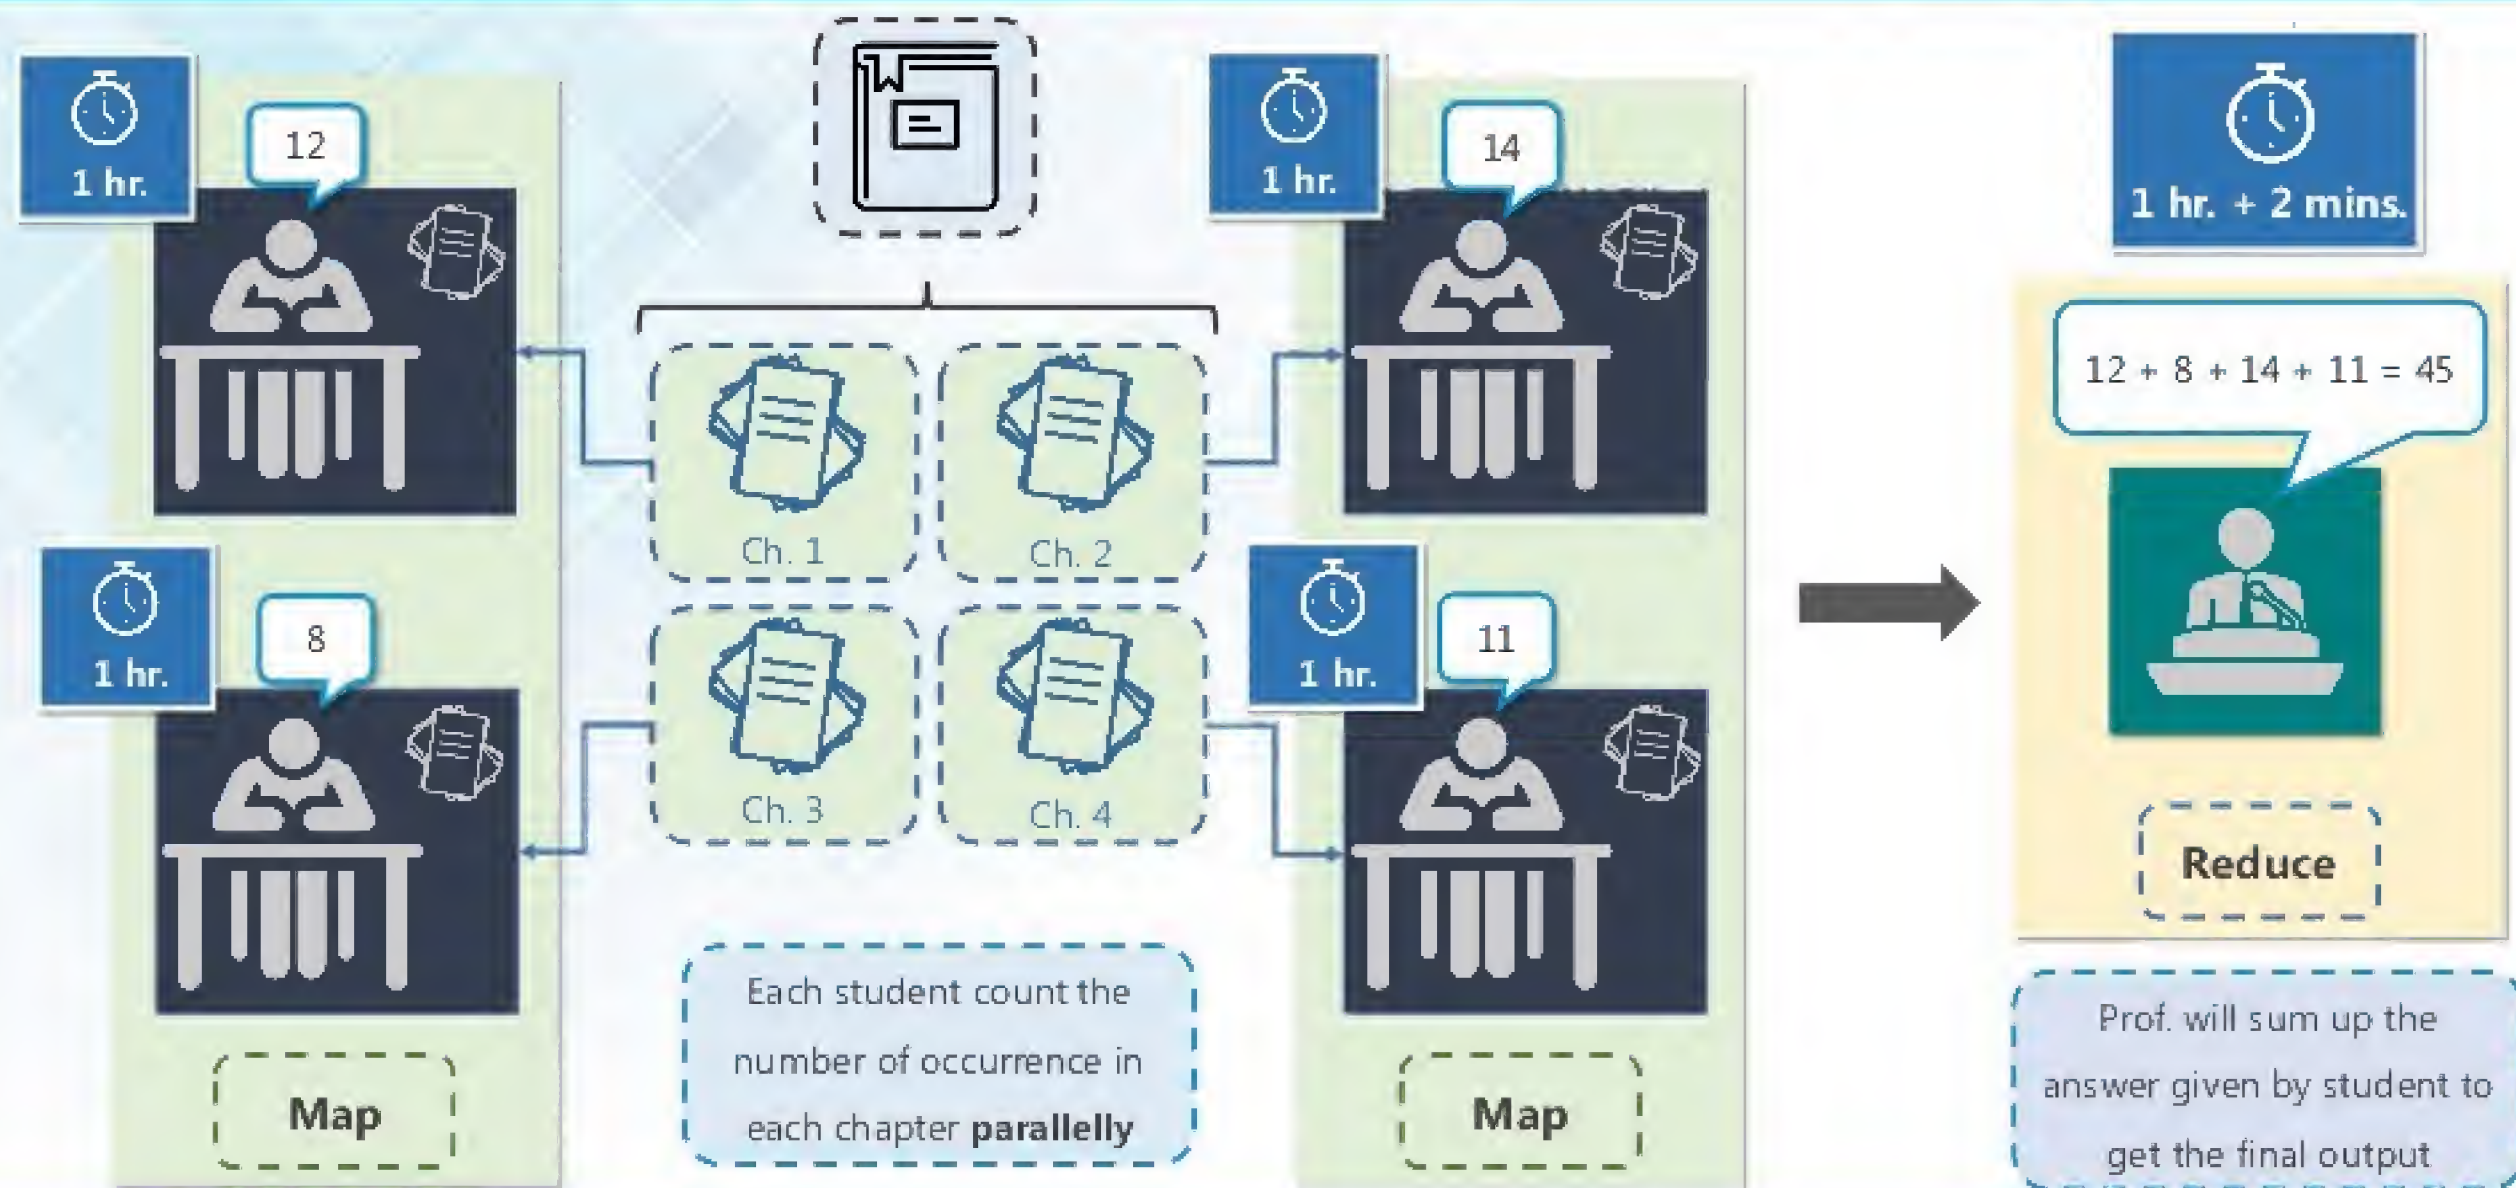 1 hr.
12
1 hr.
14
1 hr. + 2 mins.
12 + 8 + 14 + 11 = 45
Ch. 1
Ch. 2
1 hr.
8
1 hr.
11
Ch. 3
Ch. 4
Reduce
Each student count the
number of occurrence in
each chapter parallelly
Map
Map
Prof. will sum up the
answer given by student to
get the final output